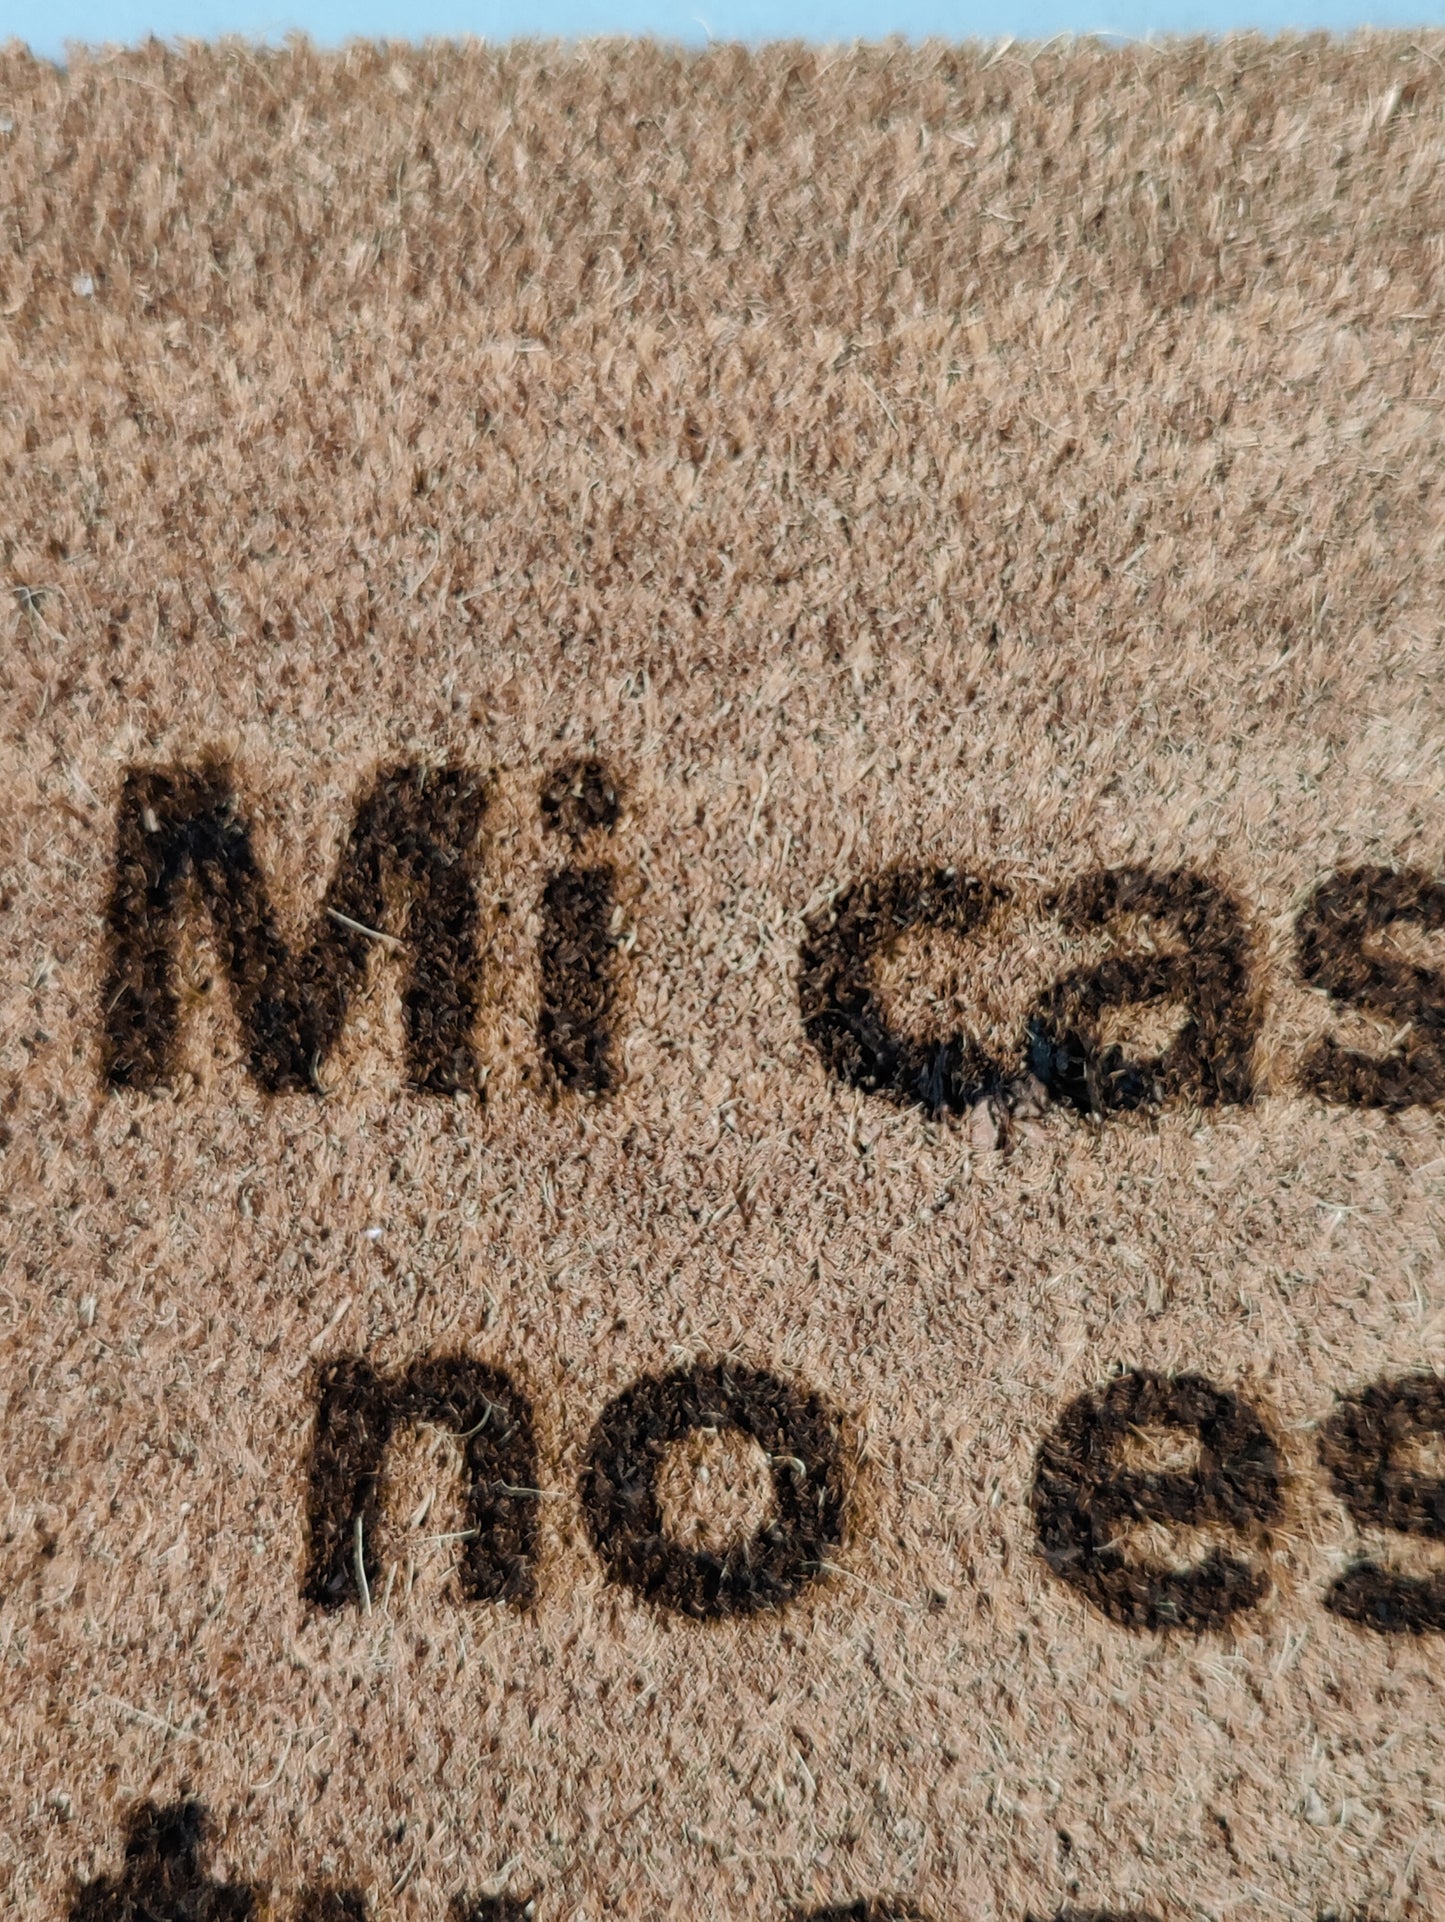 Mi cas
no es